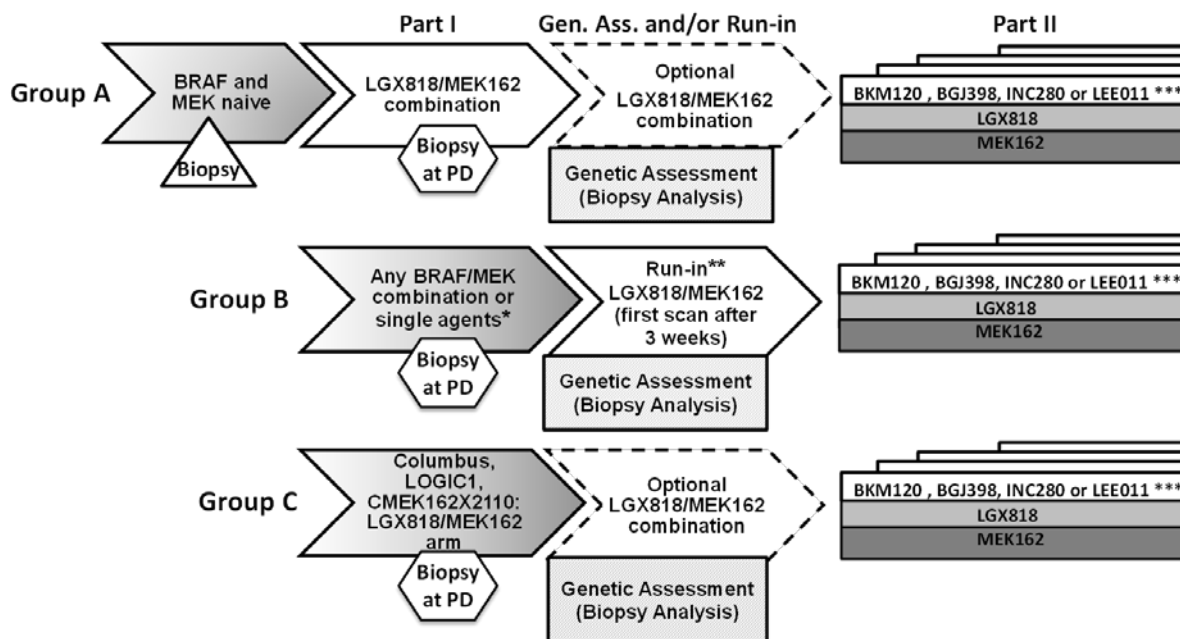 Part I
Gen. Ass. and/or Run-in
Part II
Group A
BRAF and
MEK naive
Biopsy
LGX818/MEK162
combination
Biopsy
at PD
Optional
LGX818/MEK162
combination
Genetic Assessment
(Biopsy Analysis)
BKM120 , BGJ398, INC280 or LEE011 ***
LGX818
MEK162
Group B
Any BRAF/MEK
combination or
single agents*
Biopsy
at PD
Run-in**
LGX818/MEK162
(first scan after
3 weeks)
Genetic Assessment
(Biopsy Analysis)
BKM120 , BGJ398, INC280 or LEE011 ***
LGX818
MEK162
Group C
Columbus,
LOGIC1,
CMEK162X2110:
LGX818/MEK162
arm
Biopsy
at PD
Optional
LGX818/MEK162
combination
Genetic Assessment
(Biopsy Analysis)
BKM120 , BGJ398, INC280 or LEE011 ***
LGX818
MEK162